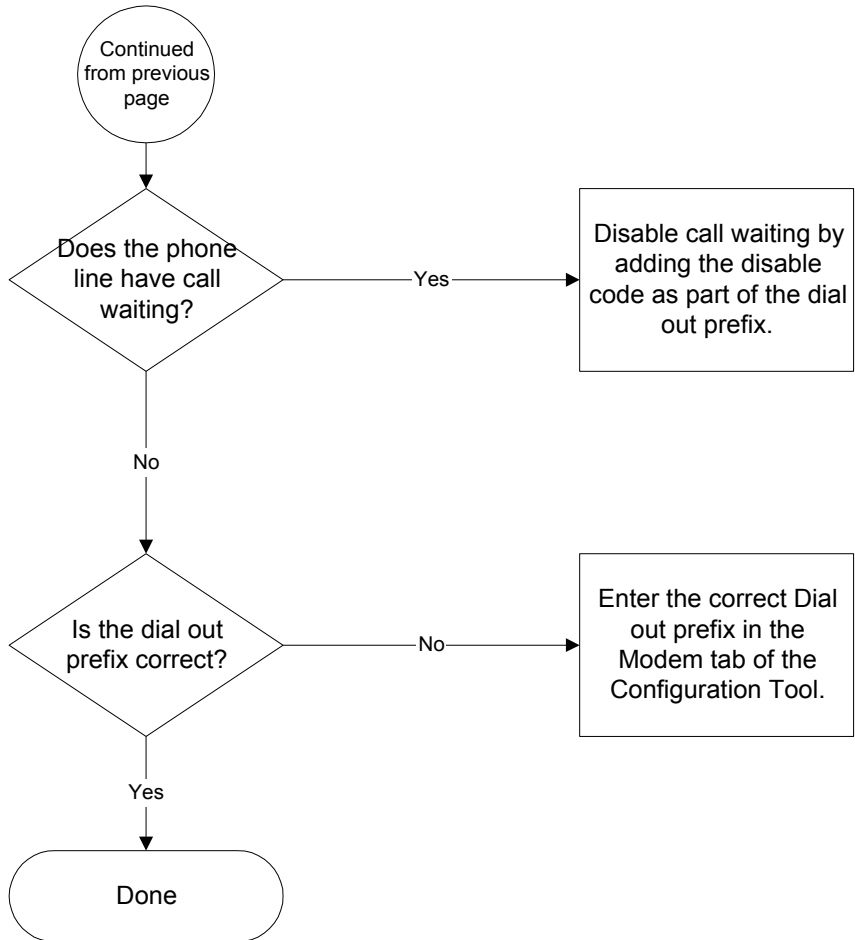 Continued
from previous
page
Does the phone
line have call
waiting?
Yes
Disable call waiting by
adding the disable
code as part of the dial
out prefix.
No
Is the dial out
prefix correct?
No
Enter the correct Dial
out prefix in the
Modem tab of the
Configuration Tool.
Yes
Done